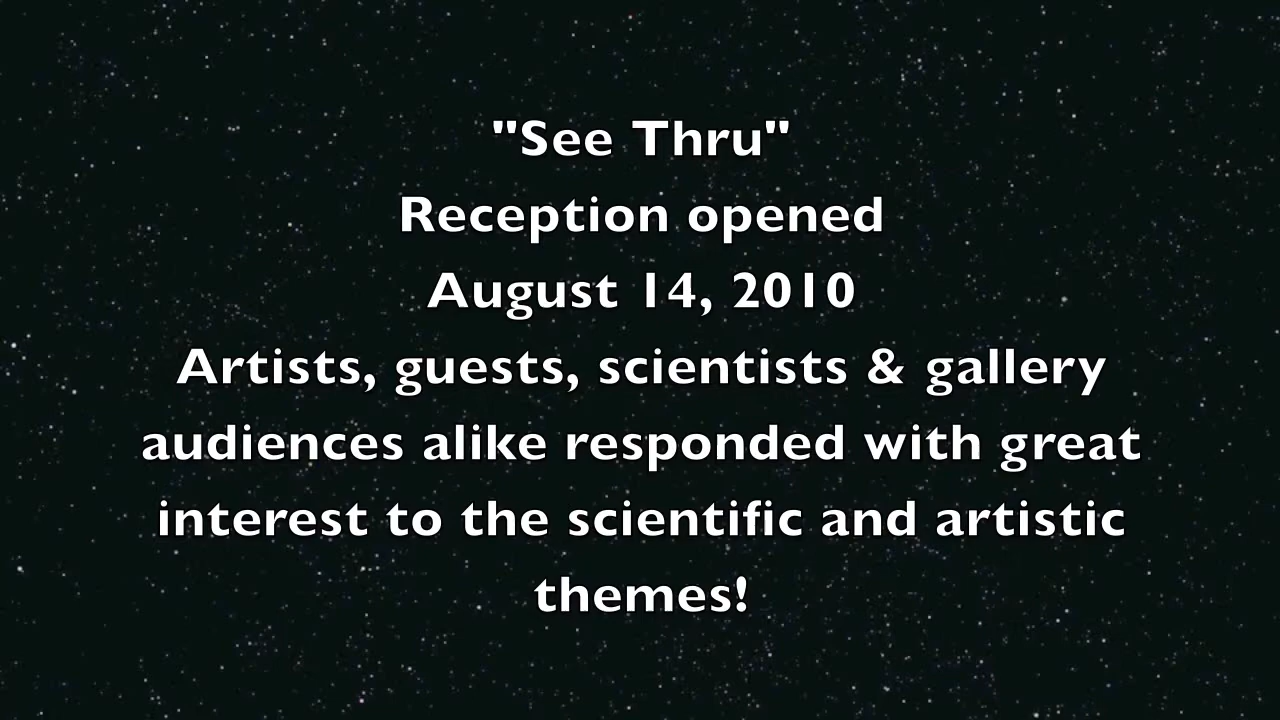 "See Thru"
Reception opened
August 14, 2010
Artists, guests, scientists & gallery
audiences alike responded with great
interest to the scientific and artistic
themes!